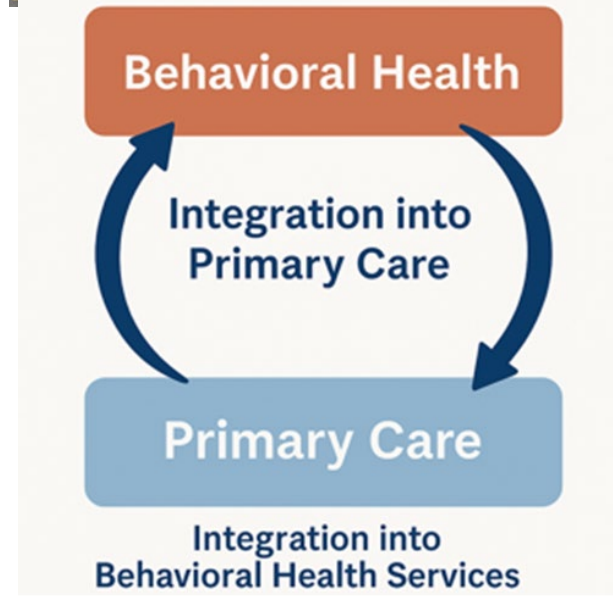 Behavioral Health
Integration into
Primary Care
Primary Care
Integration into
Behavioral Health Services